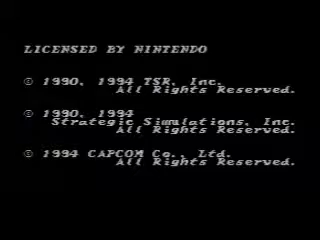 LICENSED BY NINTENDO
© 1990, 1994 TSR, Inc.
All Rights Reserved.
© 1990, 1994
Strategic Simulations, Inc.
All Rights Reserved.
© 1994 CAPCOM Co., Ltd.
All Rights Reserved.